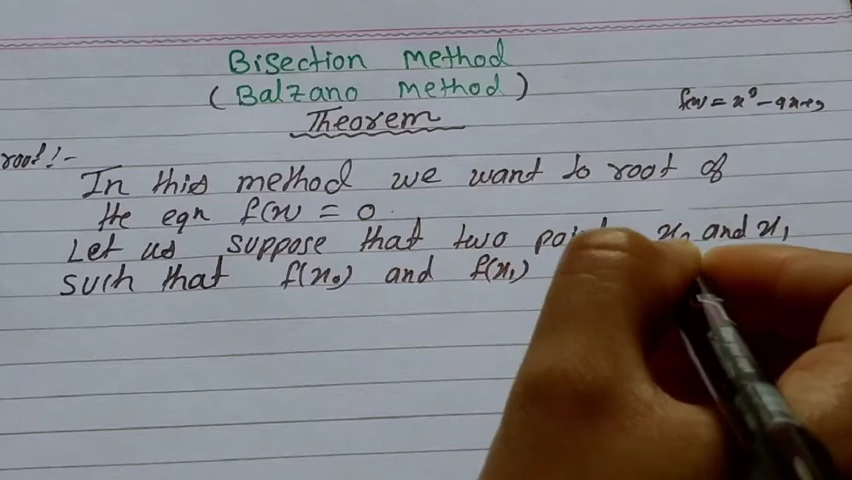 Bisection Method
(Balzano Method)
Theorem
roof:-
In this method we want to root of
the eqn f(x) = 0.
Let us suppose that two x0 and x1
such that f(x0) and f(x1)